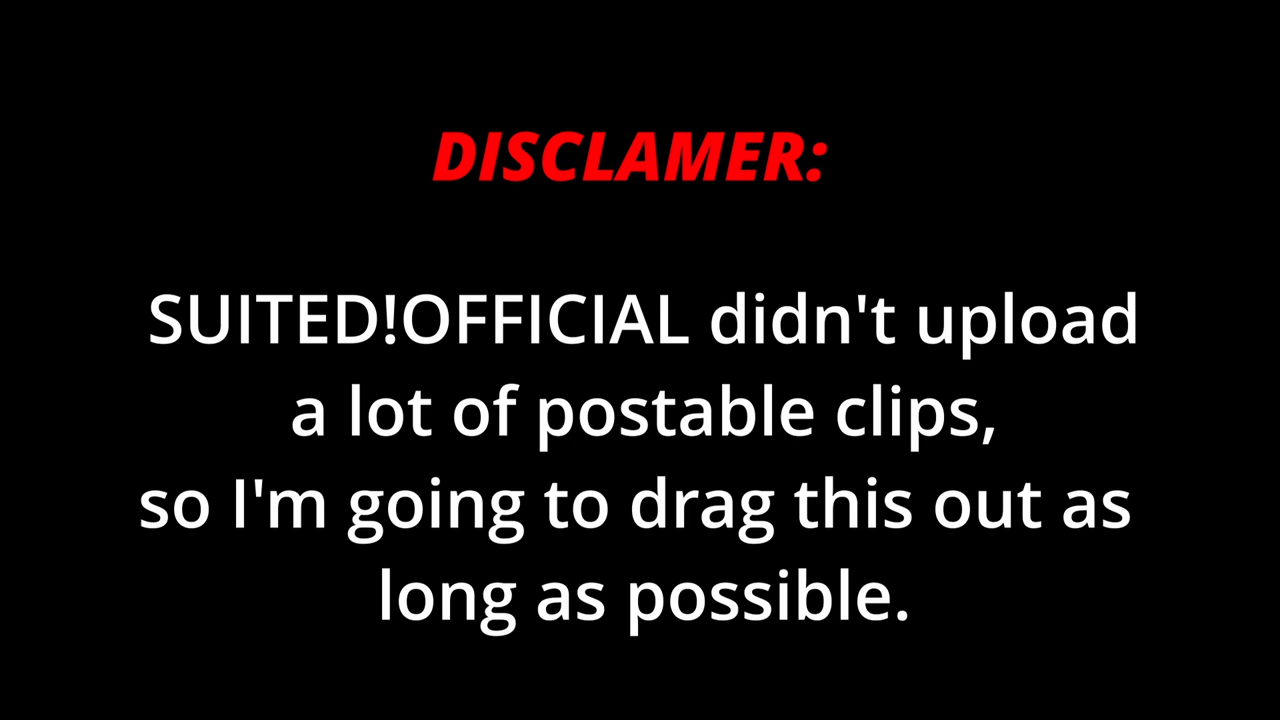 DISCLAMER:
SUITED!OFFICIAL didn't upload
a lot of postable clips,
so I'm going to drag this out as
long as possible.